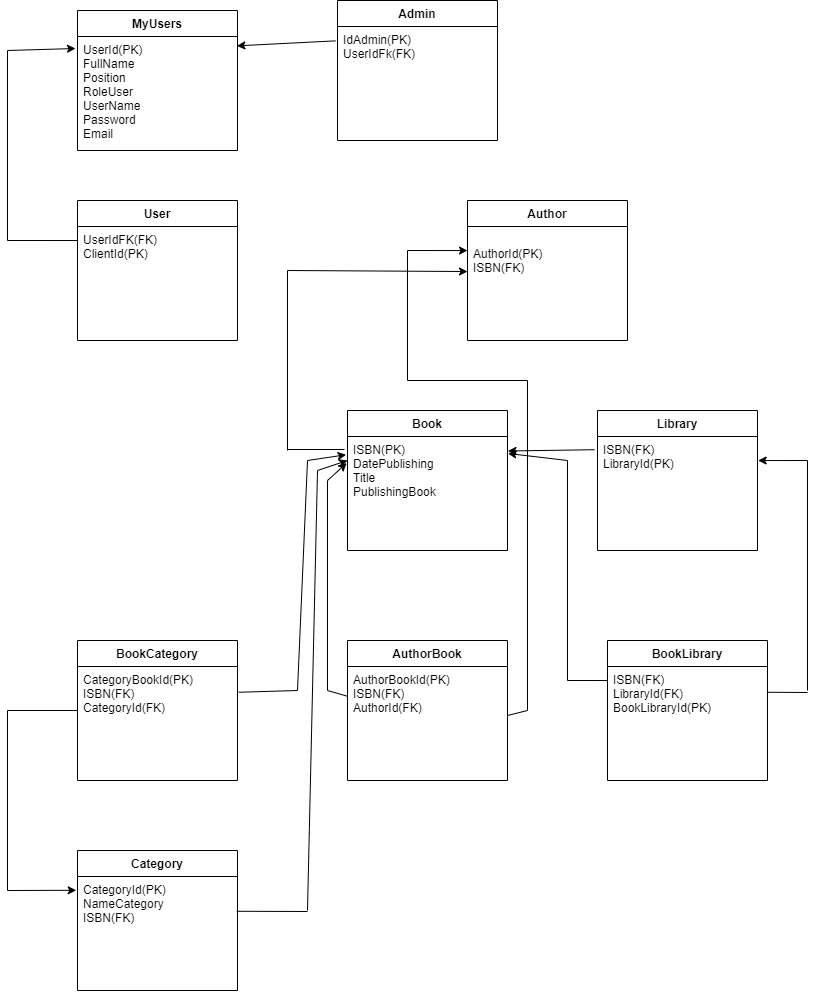 MyUsers
UserId(PK)
FullName
Position
RoleUser
UserName
Password
Email
Admin
IdAdmin(PK)
UserIdFk(FK)
User
UserIdFK(FK)
ClientId(PK)
Author
AuthorId(PK)
ISBN(FK)
Book
ISBN(PK)
DatePublishing
Title
PublishingBook
Library
ISBN(FK)
LibraryId(PK)
BookCategory
CategoryBookId(PK)
ISBN(FK)
CategoryId(FK)
AuthorBook
AuthorBookId(PK)
ISBN(FK)
AuthorId(FK)
BookLibrary
ISBN(FK)
LibraryId(FK)
BookLibraryId(PK)
Category
CategoryId(PK)
NameCategory
ISBN(FK)